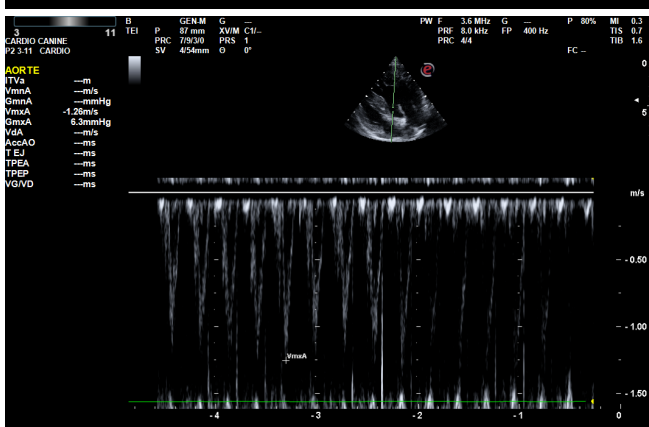 B GEN-M G —
TEI P 87 mm XV/M C1/--
PRC 7/9/3/0 PRS 1
SV 4/54mm Θ 0°
PW F 3.6 MHz G — P 80% MI 0.3
PRF 8.0 kHz FP 400 Hz TIS 0.7
PRC 4/4 TIB 1.6
FC --
3 11
CARDIO CANINE
P2 3-11 CARDIO
AORTE
ITVa ---m
VmnA ---m/s
GmnA ---mmHg
VmxA -1.26m/s
GmxA 6.3mmHg
VdA ---m/s
AccAO ---ms
T EJ ---ms
TPEA ---ms
TPEP ---ms
VG/VD ---ms
e
0
5
m/s
- 0.50
- 1.00
VmxA
- 1.50
-4 -3 -2 -1 0